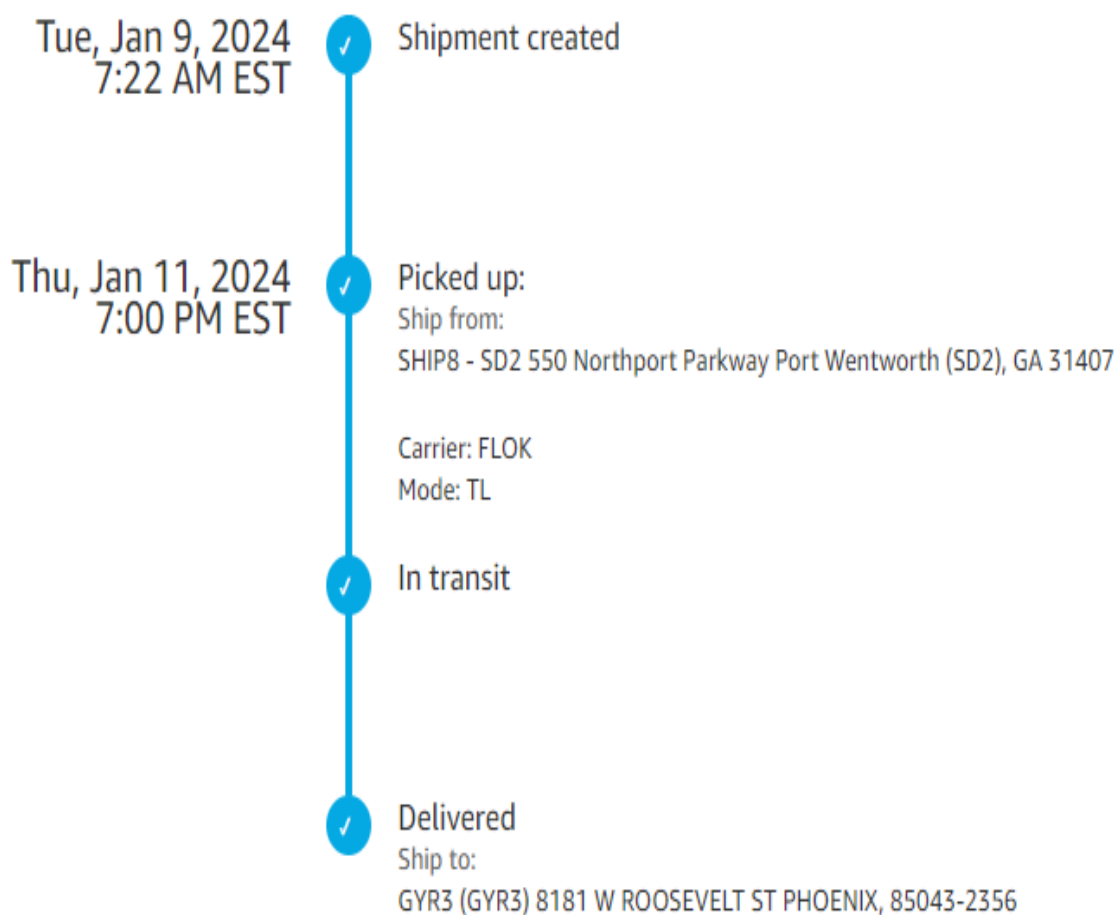 Tue, Jan 9, 2024
7:22 AM EST
Shipment created
Thu, Jan 11, 2024
7:00 PM EST
Picked up:
Ship from:
SHIP8 - SD2 550 Northport Parkway Port Wentworth (SD2), GA 31407
Carrier: FLOK
Mode: TL
In transit
Delivered
Ship to:
GYR3 (GYR3) 8181 W ROOSEVELT ST PHOENIX, 85043-2356